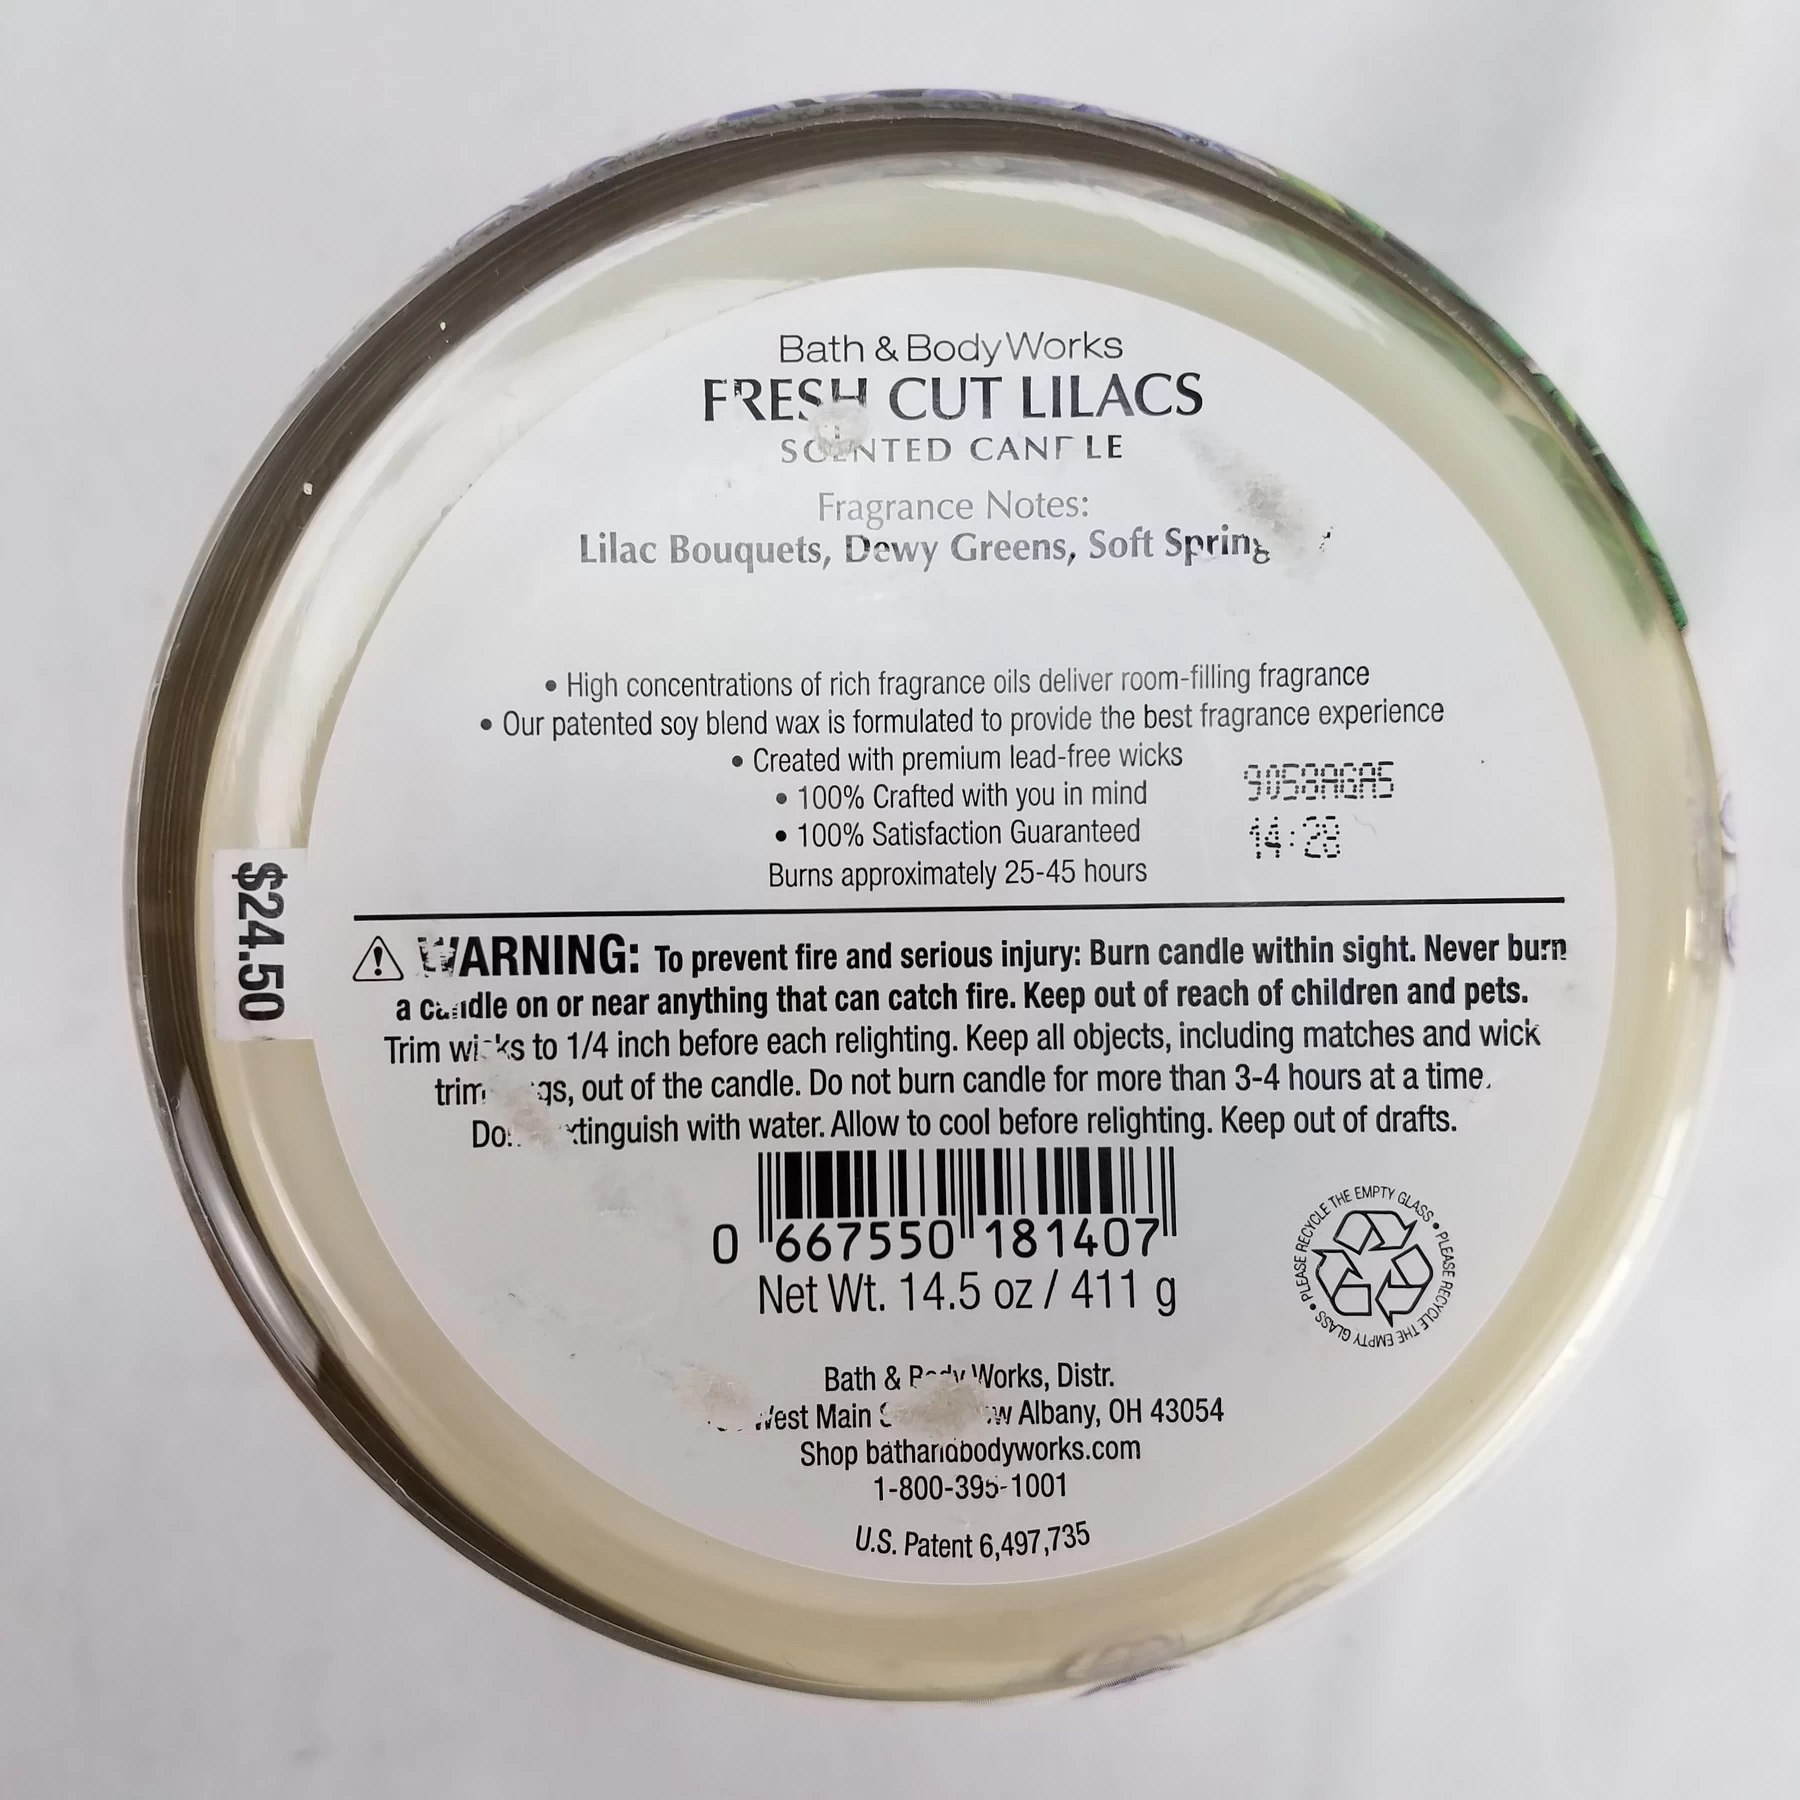 Bath & Body Works
FRESH CUT LILACS
SCENTED CANDLE
Fragrance Notes:
Lilac Bouquets, Dewy Greens, Soft Spring
• High concentrations of rich fragrance oils deliver room-filling fragrance
• Our patented soy blend wax is formulated to provide the best fragrance experience
• Created with premium lead-free wicks
• 100% Crafted with you in mind
• 100% Satisfaction Guaranteed
Burns approximately 25-45 hours
9058AGA5
14:28
$24.50
WARNING: To prevent fire and serious injury: Burn candle within sight. Never burn
a candle on or near anything that can catch fire. Keep out of reach of children and pets.
Trim wicks to 1/4 inch before each relighting. Keep all objects, including matches and wick
trimmings, out of the candle. Do not burn candle for more than 3-4 hours at a time.
Do extinguish with water. Allow to cool before relighting. Keep out of drafts.
0 667550 181407
Net Wt. 14.5 oz / 411 g
PLEASE RECYCLE THE EMPTY GLASS • PLEASE RECYCLE THE EMPTY GLASS •
Bath & Body Works, Distr.
West Main Albany, OH 43054
Shop bathandbodyworks.com
1-800-395-1001
U.S. Patent 6,497,735